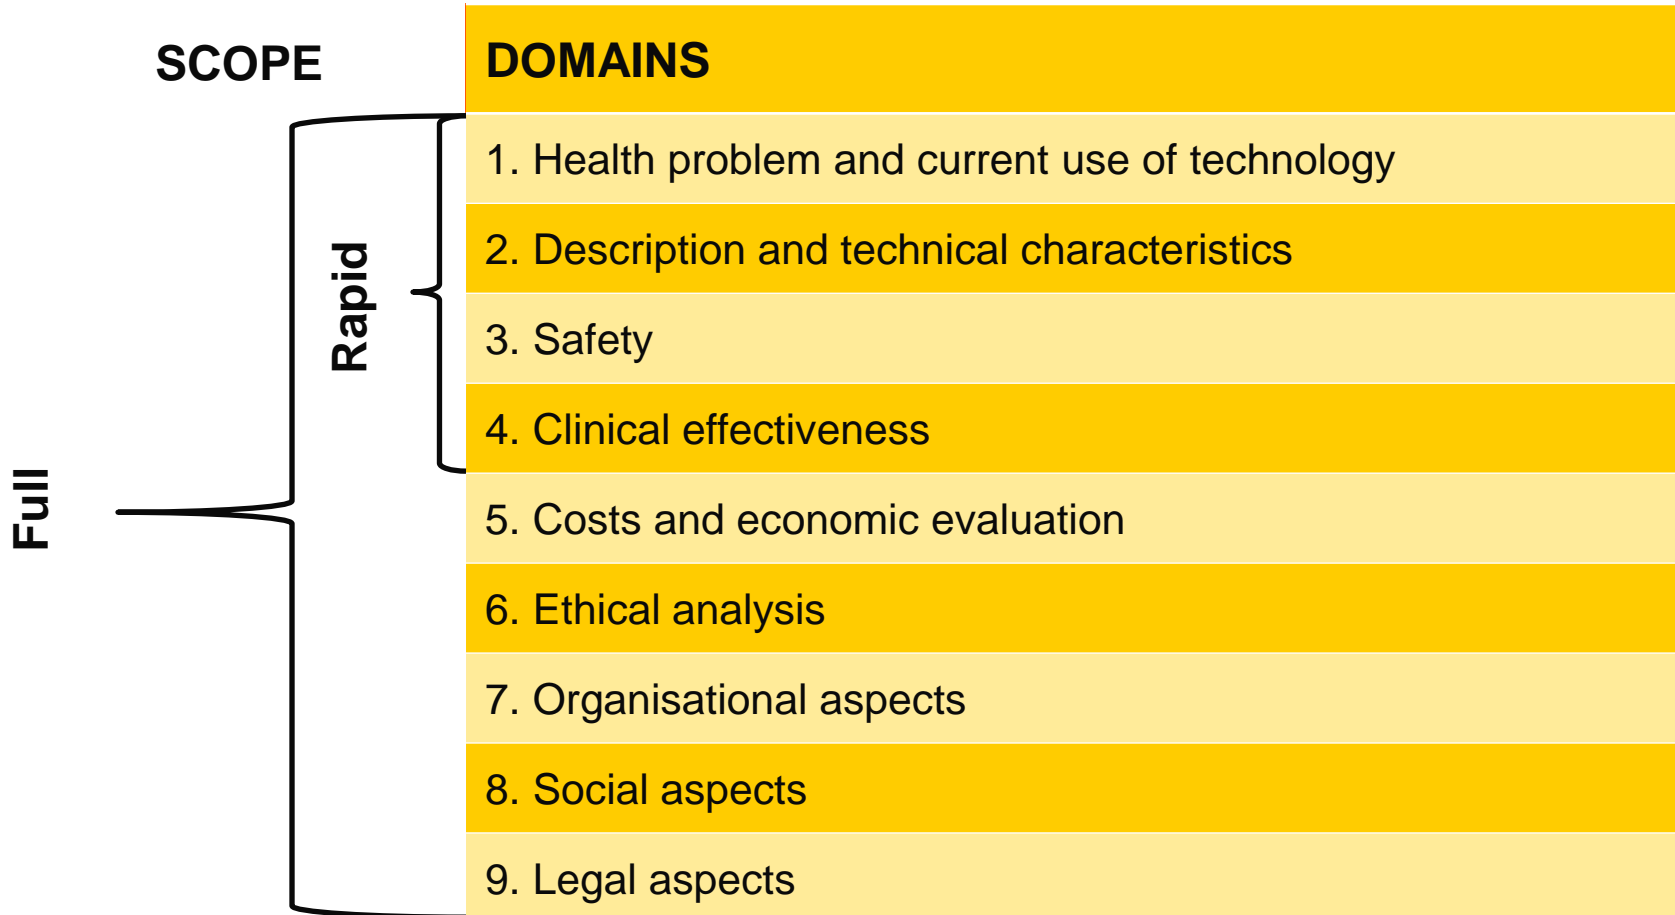 SCOPE
DOMAINS
Full
Rapid
1. Health problem and current use of technology
2. Description and technical characteristics
3. Safety
4. Clinical effectiveness
5. Costs and economic evaluation
6. Ethical analysis
7. Organisational aspects
8. Social aspects
9. Legal aspects